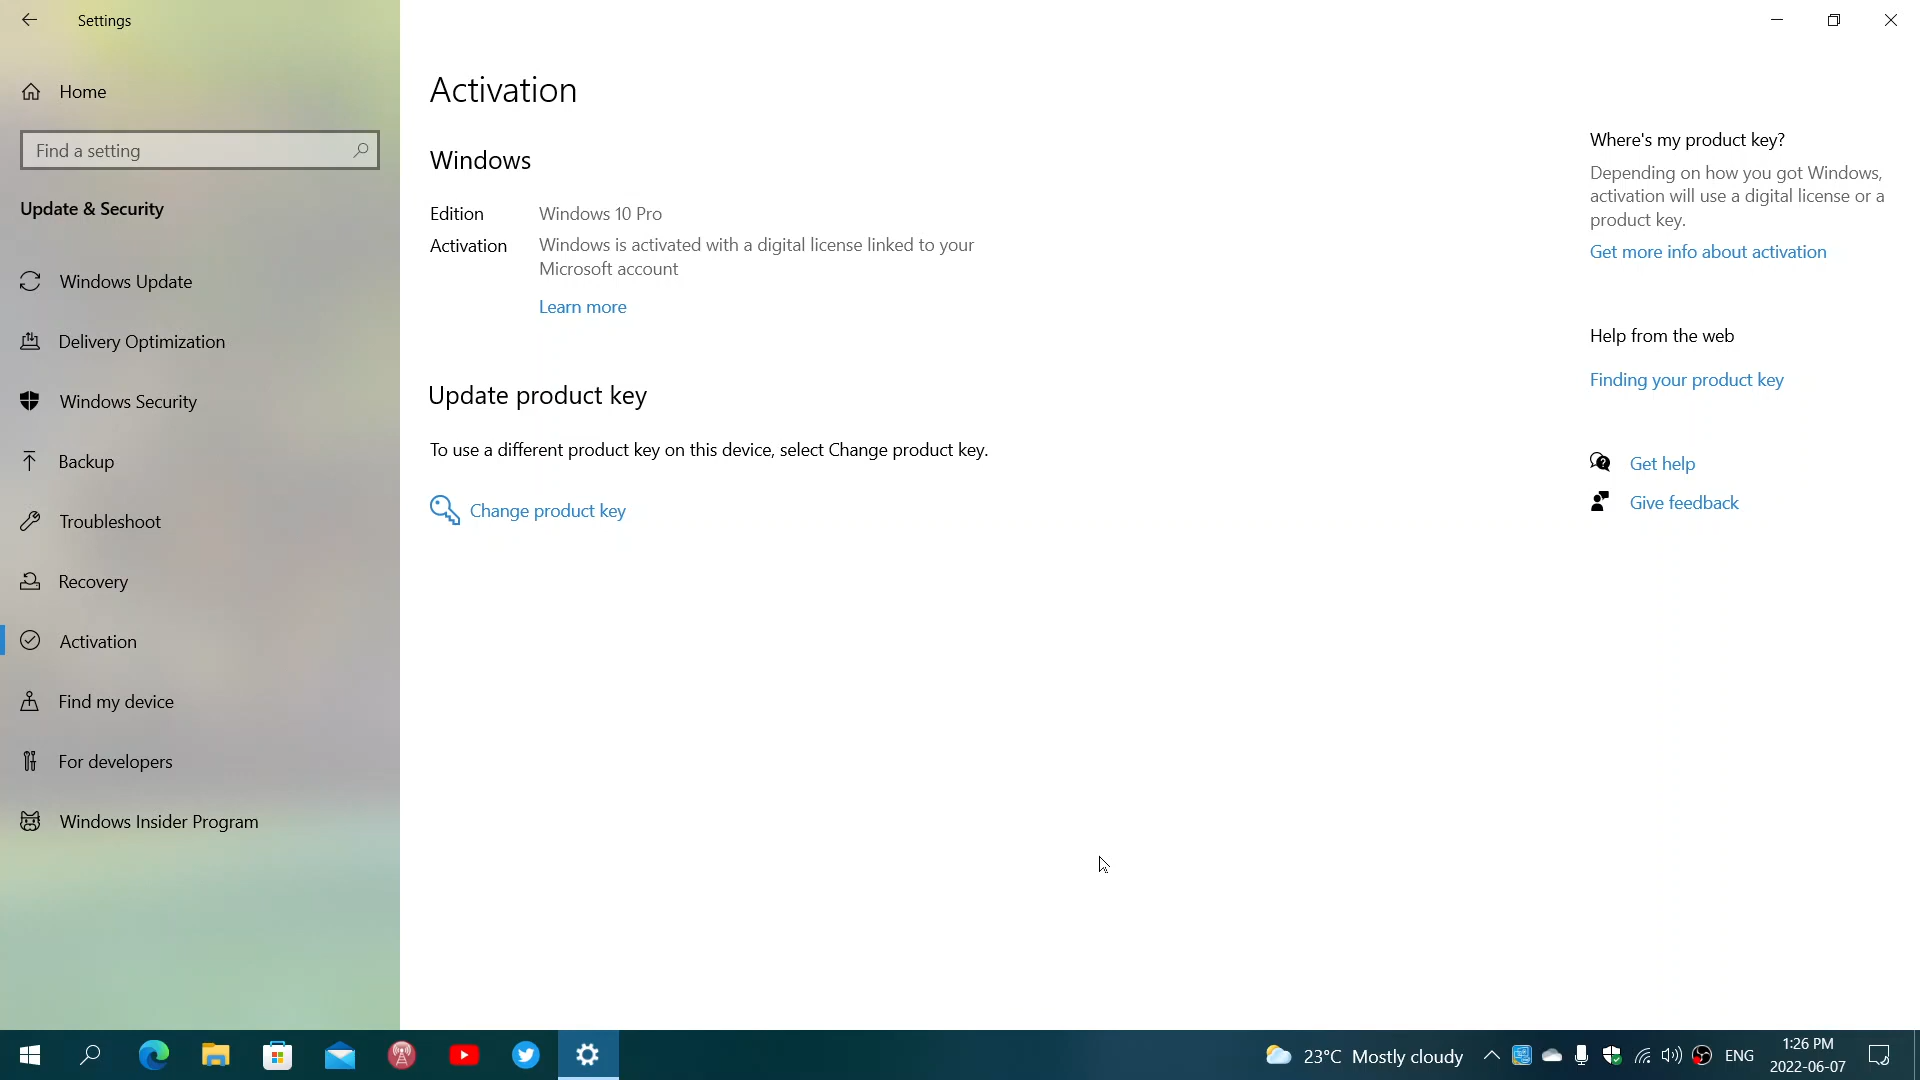 Settings
Home
Find a setting
Update & Security
Windows Update
Delivery Optimization
Windows Security
Backup
Troubleshoot
Recovery
Activation
Find my device
For developers
Windows Insider Program
Activation
Windows
Edition Windows 10 Pro
Activation Windows is activated with a digital license linked to your
Microsoft account
Learn more
Update product key
To use a different product key on this device, select Change product key.
Change product key
Where's my product key?
Depending on how you got Windows,
activation will use a digital license or a
product key.
Get more info about activation
Help from the web
Finding your product key
Get help
Give feedback
23°C Mostly cloudy
ENG
1:26 PM
2022-06-07